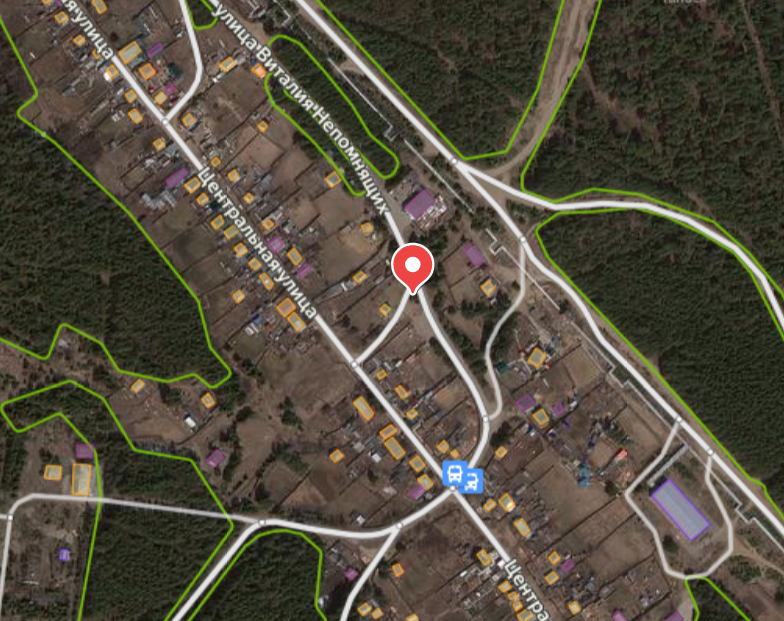 я улица
улица Виталия Непомнящих
Центральная улица
Центра